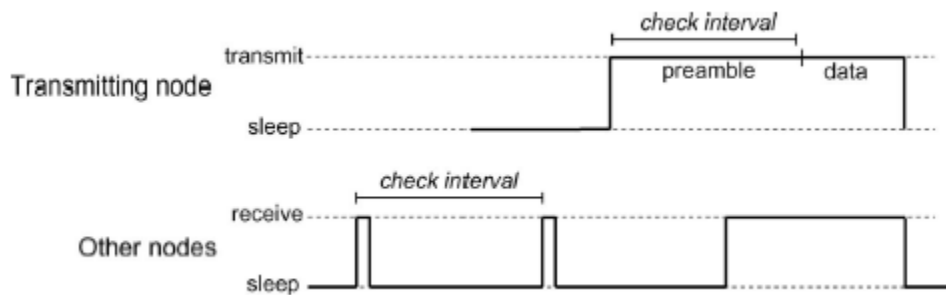 check interval
transmit
preamble
data
Transmitting node
sleep
check interval
receive
Other nodes
sleep